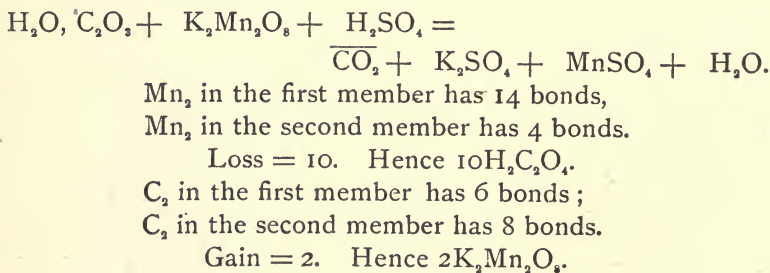 H₂O, C₂O₃ + K₂Mn₂O₈ + H₂SO₄ =
C̅O̅₂̅ + K₂SO₄ + MnSO₄ + H₂O.
Mn₂ in the first member has 14 bonds,
Mn₂ in the second member has 4 bonds.
Loss = 10. Hence 10H₂C₂O₄.
C₂ in the first member has 6 bonds;
C₂ in the second member has 8 bonds.
Gain = 2. Hence 2K₂Mn₂O₈.